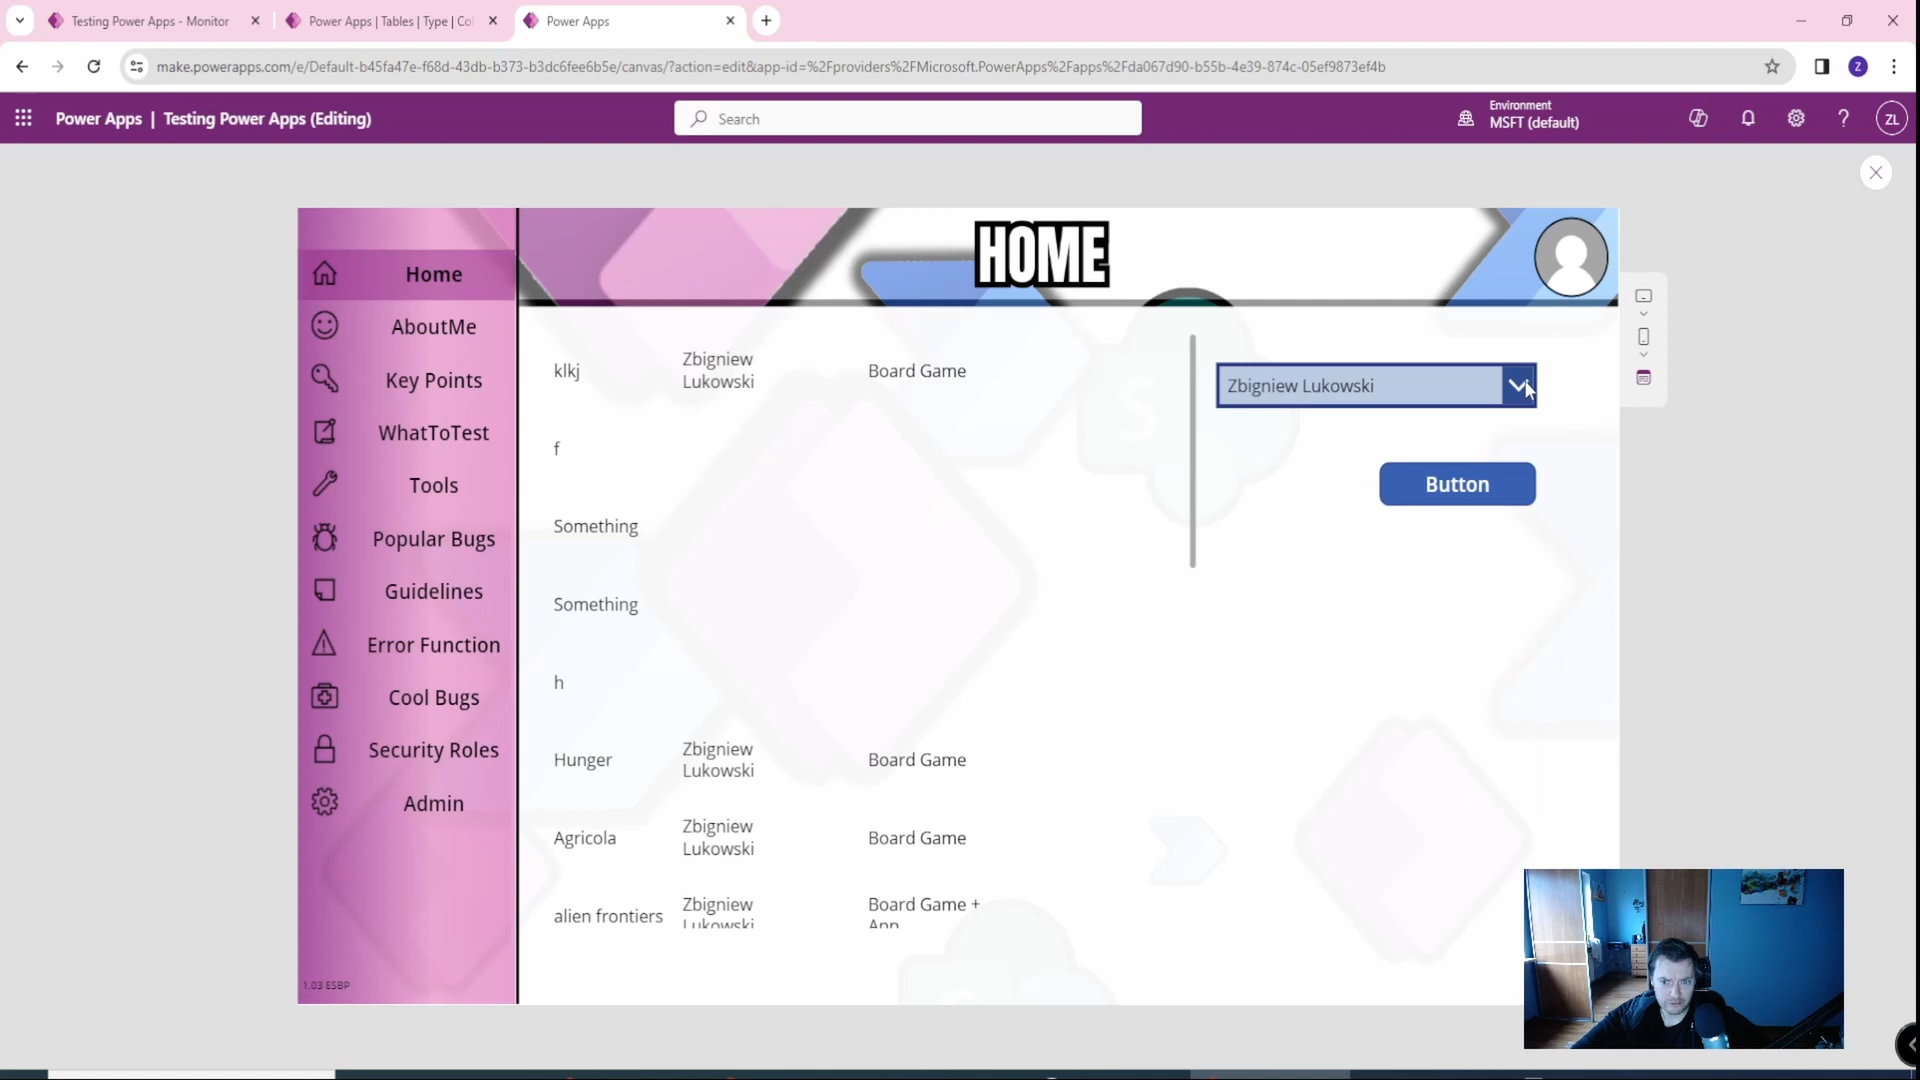 Testing Power Apps - Monitor
Power Apps | Tables | Type | Co
Power Apps
make.powerapps.com/e/Default-b45fa47e-f68d-43db-b373-b3dc6fee6b5e/canvas/?action=edit&app-id=%2Fproviders%2FMicrosoft.PowerApps%2Fapps%2Fda067d90-b55b-4e39-874c-05ef9873ef4b
Z
Power Apps | Testing Power Apps (Editing)
Search
Environment
MSFT (default)
ZL
HOME
Home
AboutMe
Key Points
WhatToTest
Tools
Popular Bugs
Guidelines
Error Function
Cool Bugs
Security Roles
Admin
1.03 ESBP
klkj Zbigniew Lukowski Board Game
f
Something
Something
h
Hunger Zbigniew Lukowski Board Game
Agricola Zbigniew Lukowski Board Game
alien frontiers Zbigniew Lukowski Board Game + App
Zbigniew Lukowski
Button
S